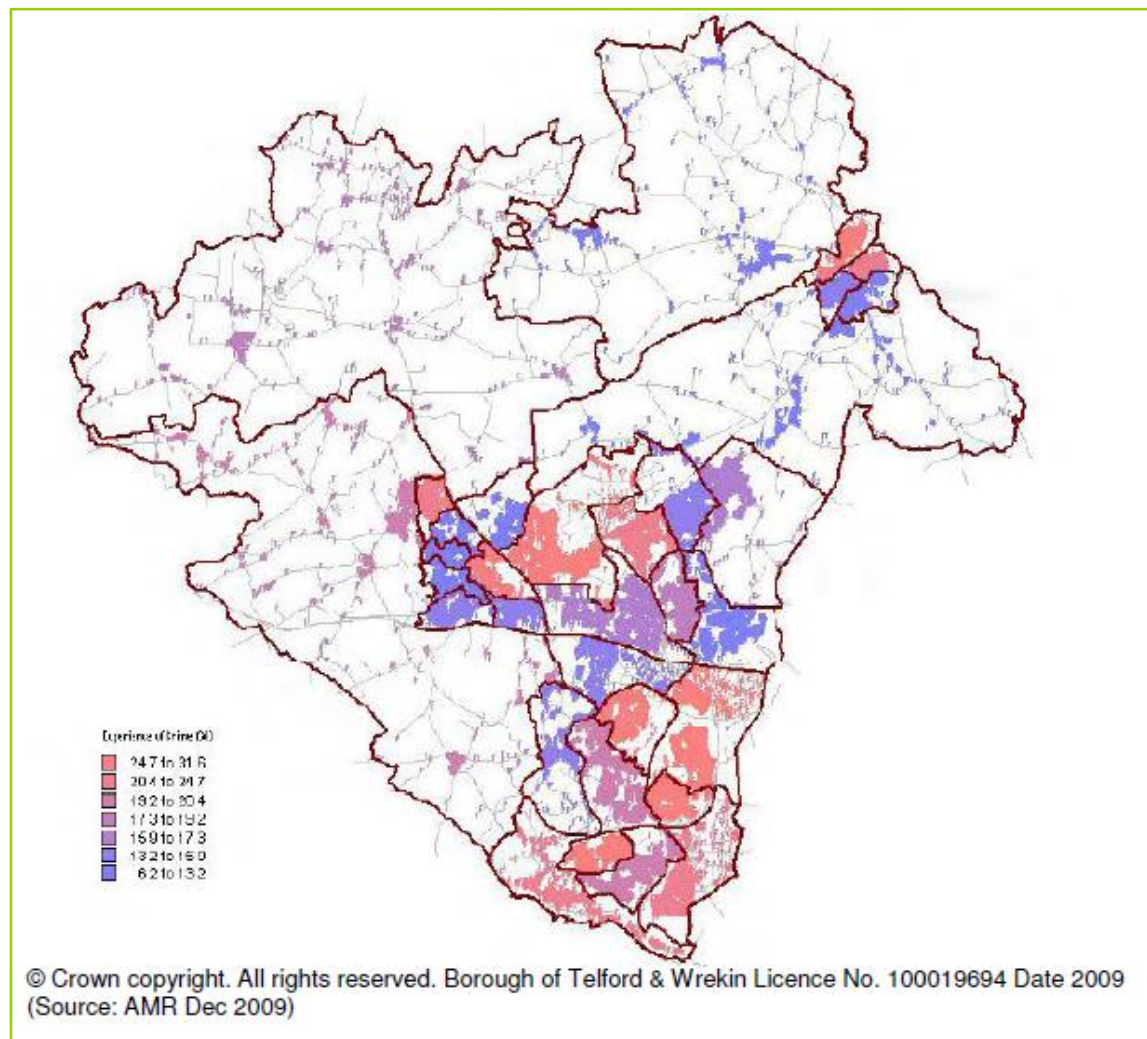 Experience of Crime (%)
24.7 to 31.6
20.4 to 24.7
19.2 to 20.4
17.3 to 19.2
15.9 to 17.3
13.2 to 15.9
6.2 to 13.2
© Crown copyright. All rights reserved. Borough of Telford & Wrekin Licence No. 100019694 Date 2009
(Source: AMR Dec 2009)